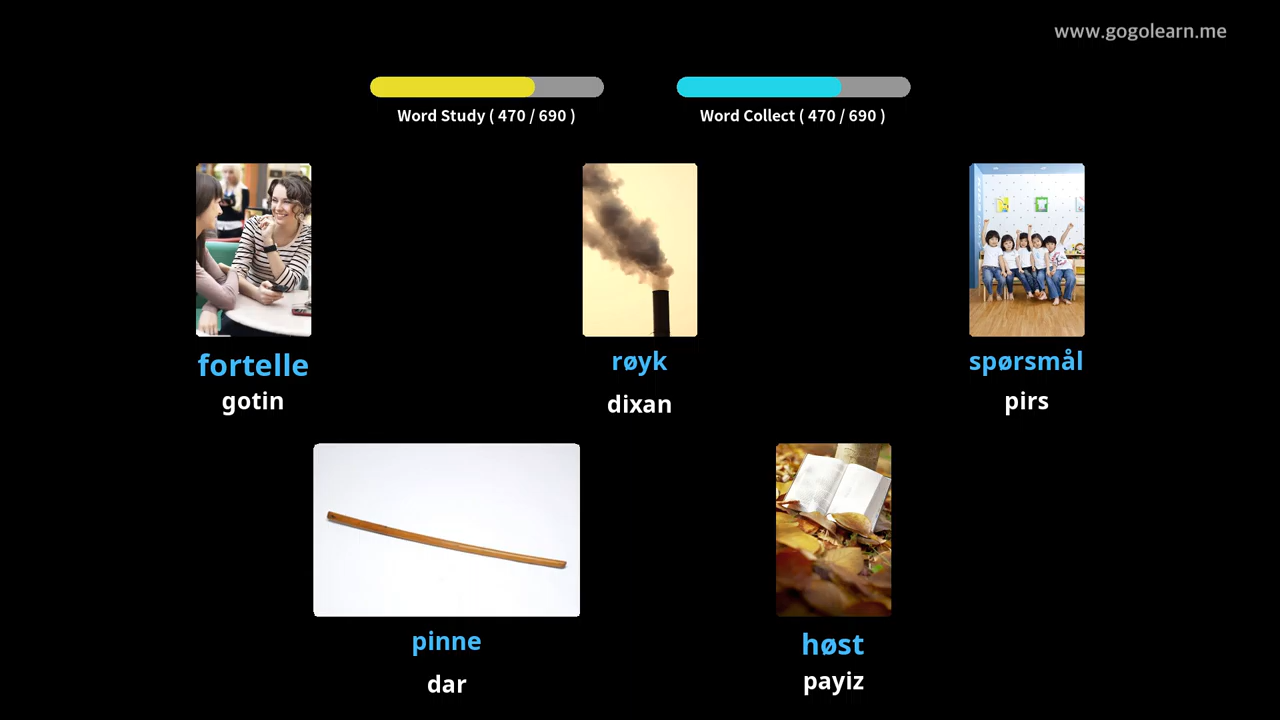 www.gogolearn.me
Word Study ( 470 / 690 )
Word Collect ( 470 / 690 )
fortelle
gotin
røyk
dixan
spørsmål
pirs
pinne
dar
høst
payiz